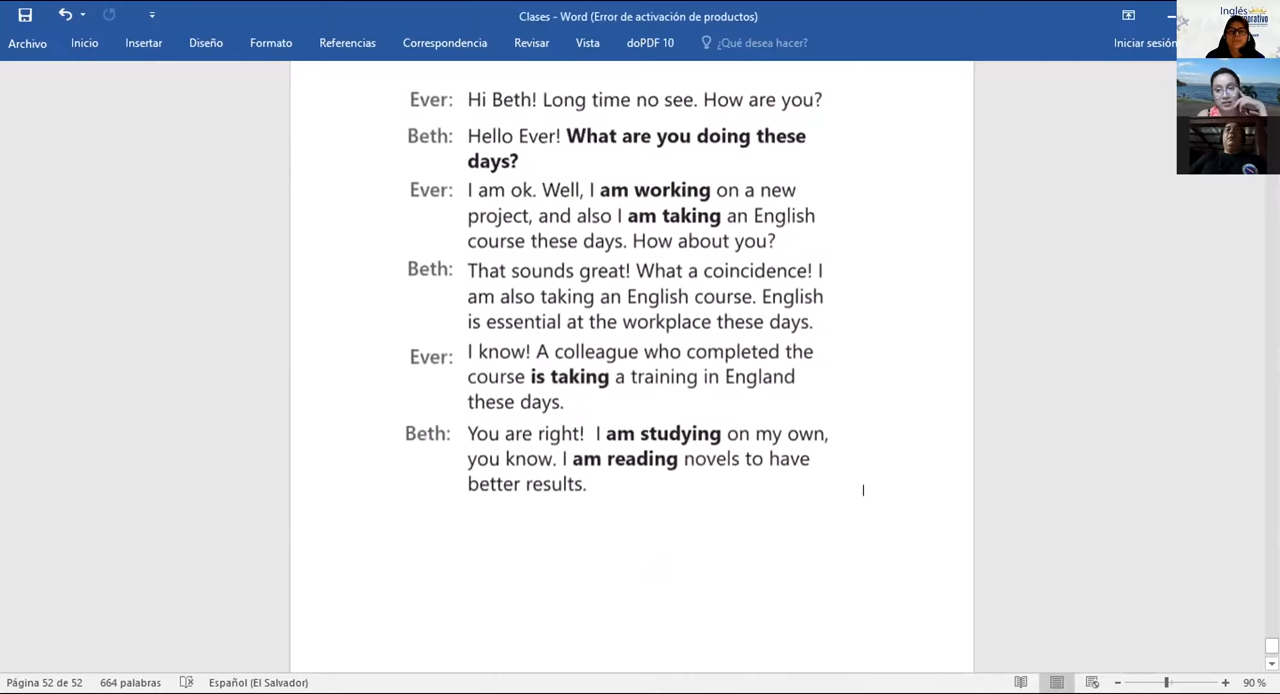 Clases - Word (Error de activación de productos)
Archivo Inicio Insertar Diseño Formato Referencias Correspondencia Revisar Vista doPDF 10 ¿Qué desea hacer? Iniciar sesión
Inglés
Ever: Hi Beth! Long time no see. How are you?
Beth: Hello Ever! What are you doing these
days?
Ever: I am ok. Well, I am working on a new
project, and also I am taking an English
course these days. How about you?
Beth: That sounds great! What a coincidence! I
am also taking an English course. English
is essential at the workplace these days.
Ever: I know! A colleague who completed the
course is taking a training in England
these days.
Beth: You are right! I am studying on my own,
you know. I am reading novels to have
better results.
Página 52 de 52 664 palabras Español (El Salvador) 90 %